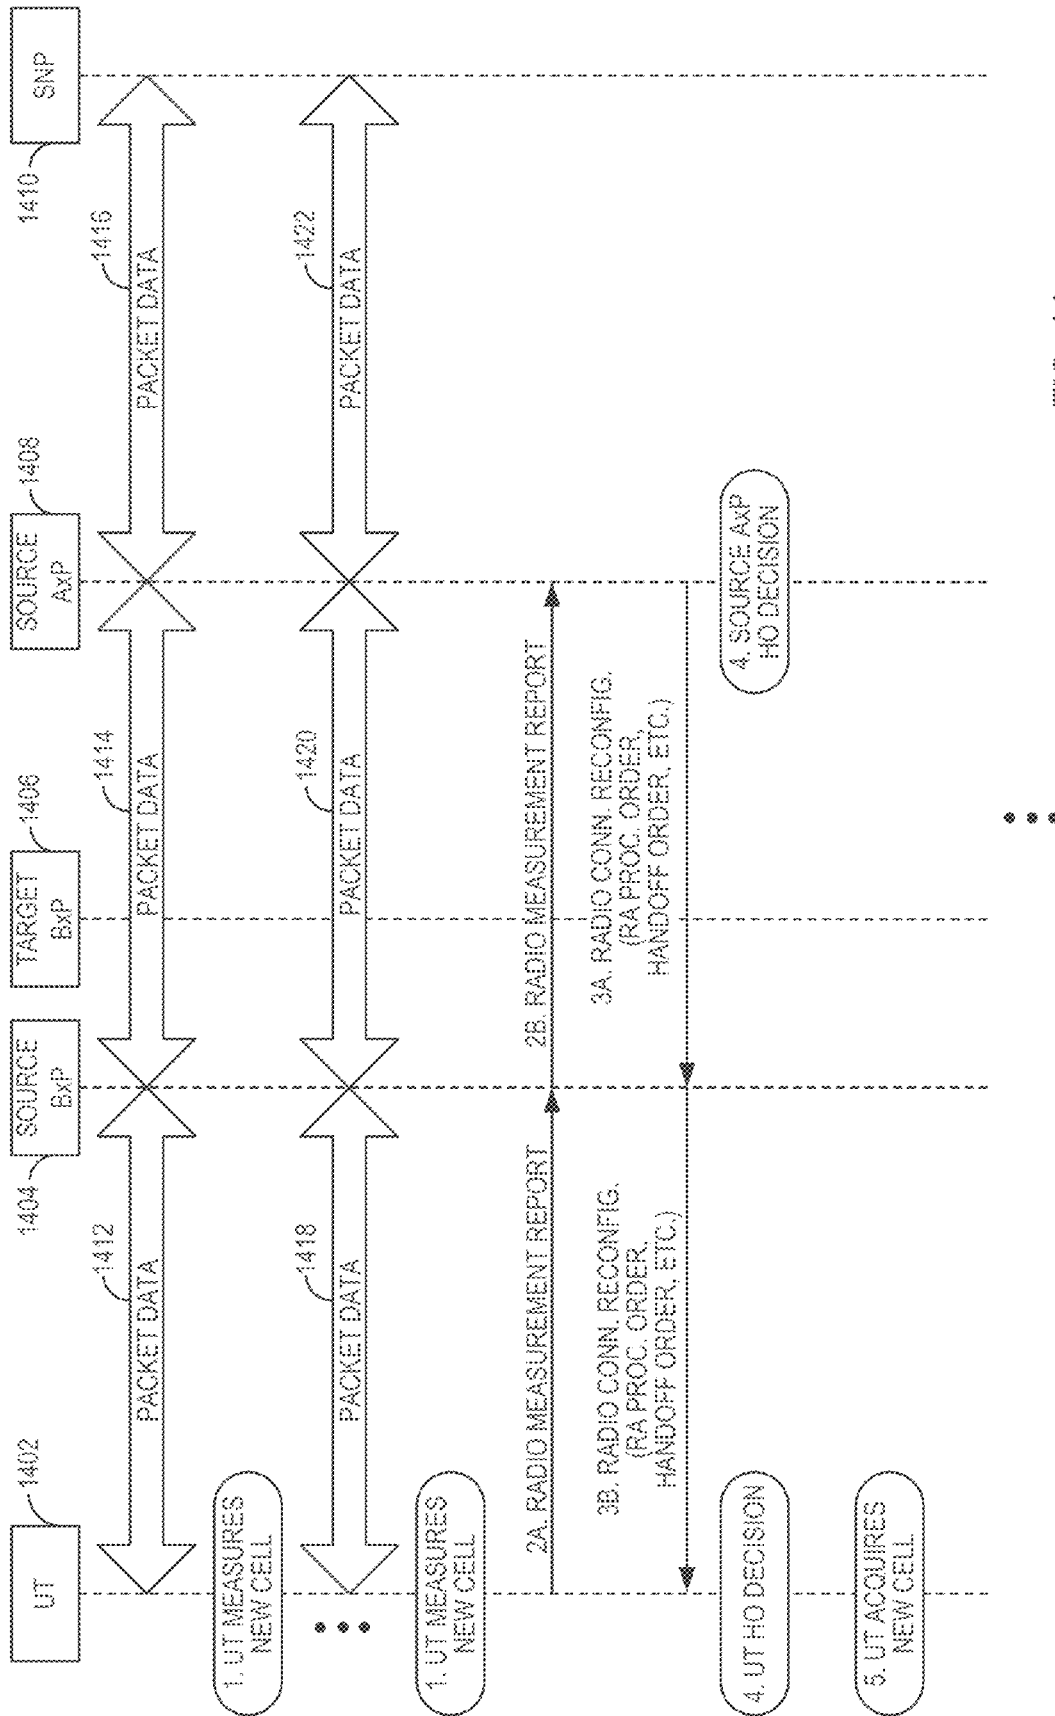 UT
1402
SOURCE
BxP
1404
TARGET
BxP
1406
SOURCE
AxP
1408
SNP
1410
1412
PACKET DATA
1414
PACKET DATA
1416
PACKET DATA
1. UT MEASURES
NEW CELL
1418
PACKET DATA
1420
PACKET DATA
1422
PACKET DATA
1. UT MEASURES
NEW CELL
2A. RADIO MEASUREMENT REPORT
2B. RADIO MEASUREMENT REPORT
3A. RADIO CONN. RECONFIG.
(RA PROC. ORDER,
HANDOFF ORDER, ETC.)
3B. RADIO CONN. RECONFIG.
(RA PROC. ORDER,
HANDOFF ORDER, ETC.)
4. UT HO DECISION
4. SOURCE AxP
HO DECISION
5. UT ACQUIRES
NEW CELL